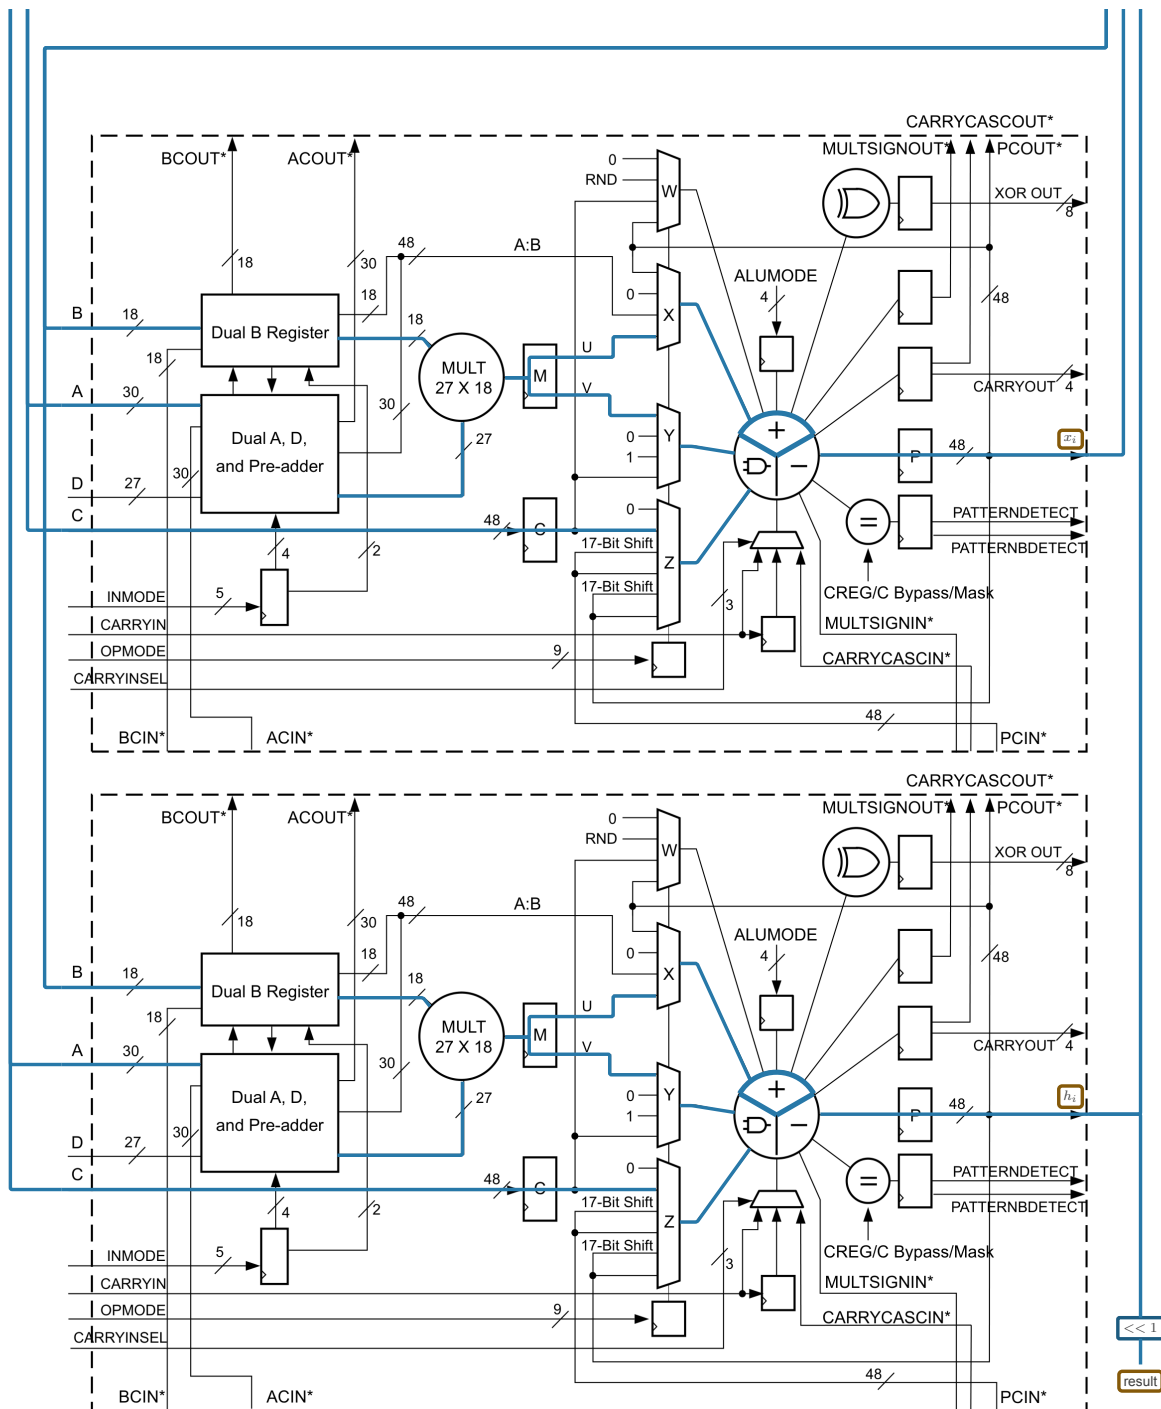 CARRYCASCOUT*
BCOUT* ACOUT* MULTSIGNOUT* PCOUT*
0
RND
W
XOR OUT
8
18 30 48 A:B
ALUMODE
4
48
18
0
X
B 18
Dual B Register
18
18
MULT
27 X 18
U
M
V
CARRYOUT 4
A 30
30
Dual A, D,
and Pre-adder
27
30
Y
0
1
+
−
P
48
x_i
D 27
C
48
C
0
17-Bit Shift
Z
17-Bit Shift
=
PATTERNDETECT
PATTERNBDETECT
4
2
CREG/C Bypass/Mask
INMODE 5
3
CARRYIN
MULTSIGNIN*
OPMODE 9
CARRYCASCIN*
CARRYINSEL
48
BCIN* ACIN* PCIN*
CARRYCASCOUT*
BCOUT* ACOUT* MULTSIGNOUT* PCOUT*
0
RND
W
XOR OUT
8
18 30 48 A:B
ALUMODE
4
48
18
0
X
B 18
Dual B Register
18
18
MULT
27 X 18
U
M
V
CARRYOUT 4
A 30
30
Dual A, D,
and Pre-adder
27
30
Y
0
1
+
−
P
48
h_i
D 27
C
48
C
0
17-Bit Shift
Z
17-Bit Shift
=
PATTERNDETECT
PATTERNBDETECT
4
2
CREG/C Bypass/Mask
INMODE 5
3
CARRYIN
MULTSIGNIN*
OPMODE 9
CARRYCASCIN*
<< 1
CARRYINSEL
48
result
BCIN* ACIN* PCIN*